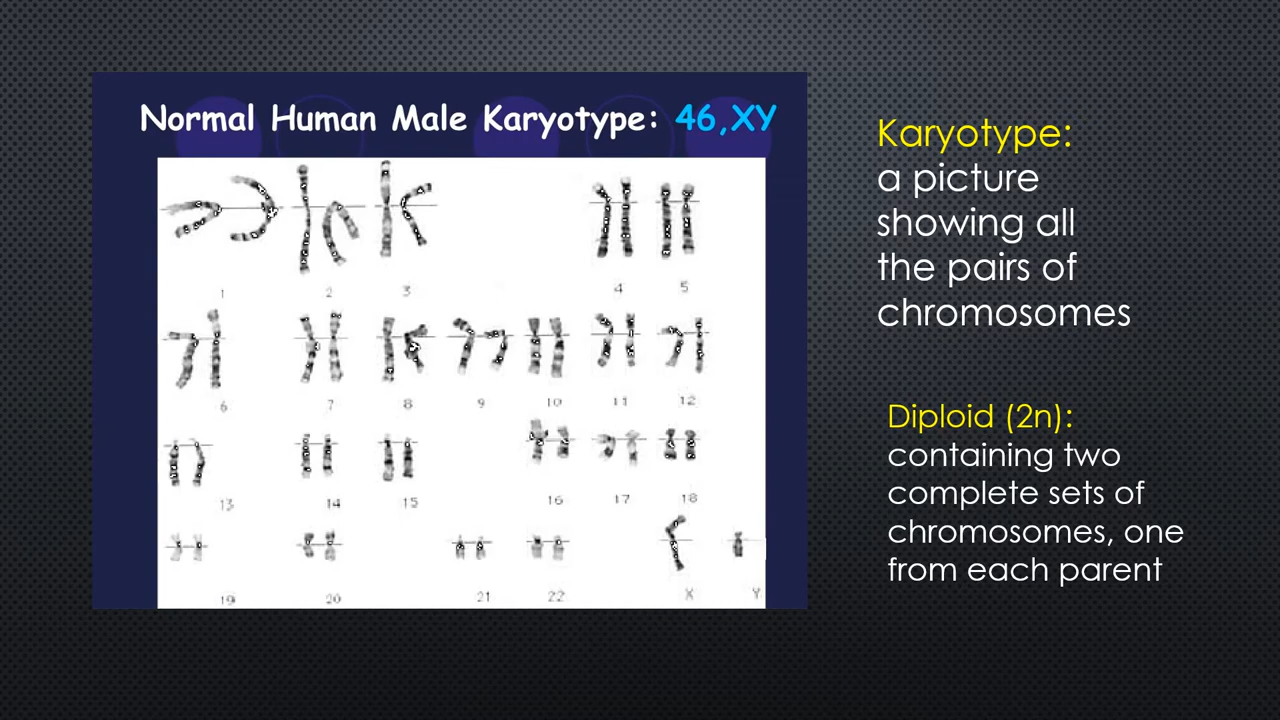 Normal Human Male Karyotype: 46,XY
1 2 3 4 5
6 7 8 9 10 11 12
13 14 15 16 17 18
19 20 21 22 X Y
Karyotype:
a picture
showing all
the pairs of
chromosomes
Diploid (2n):
containing two
complete sets of
chromosomes, one
from each parent